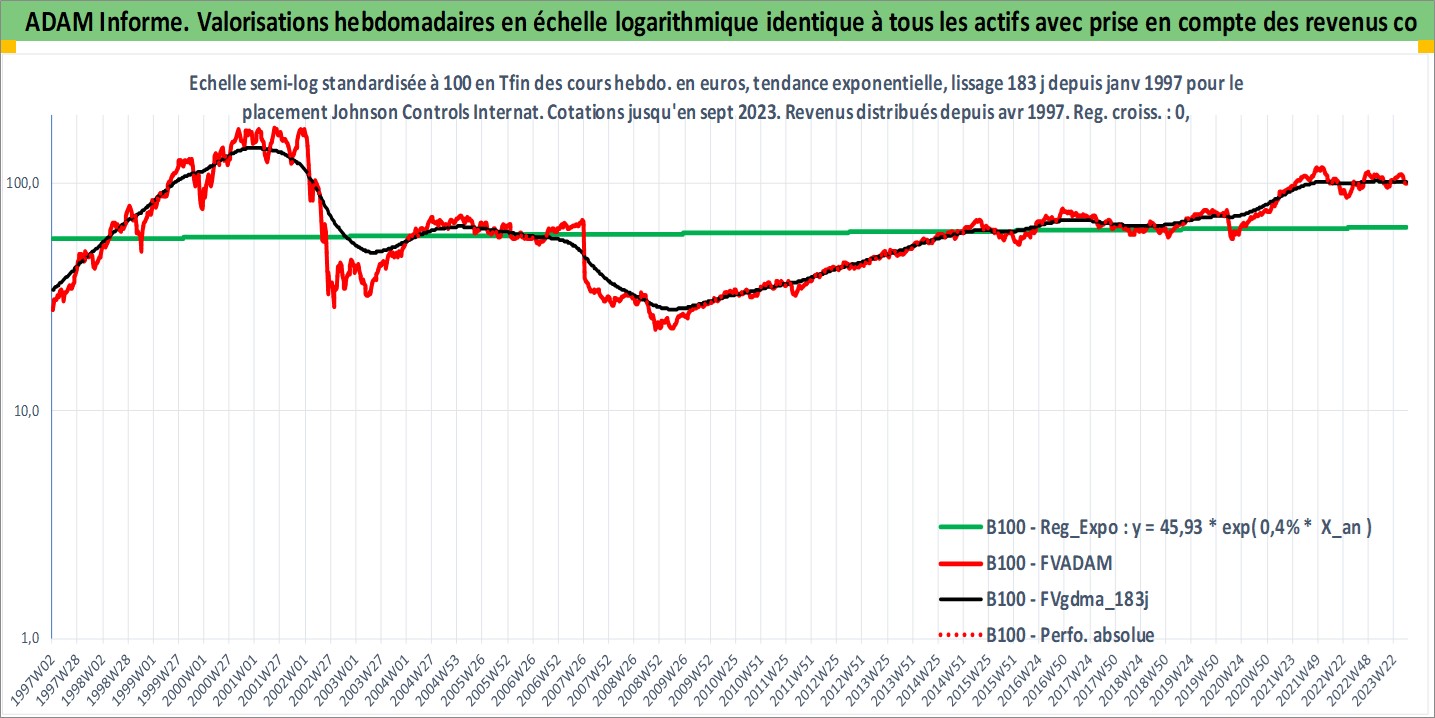 ADAM Informe. Valorisations hebdomadaires en échelle logarithmique identique à tous les actifs avec prise en compte des revenus co
Echelle semi-log standardisée à 100 en Tfin des cours hebdo. en euros, tendance exponentielle, lissage 183 j depuis janv 1997 pour le
placement Johnson Controls Internat. Cotations jusqu'en sept 2023. Revenus distribués depuis avr 1997. Reg. croiss. : 0,
100,0
10,0
1,0
B100 - Reg_Expo : y = 45,93 * exp( 0,4% * X_an )
B100 - FVADAM
B100 - FVgdma_183j
B100 - Perfo. absolue
1997W02
1997W28
1998W02
1998W28
1999W01
1999W27
2000W01
2000W27
2001W01
2001W27
2002W01
2002W27
2003W01
2003W27
2004W01
2004W27
2004W53
2005W26
2005W52
2006W26
2006W52
2007W26
2007W52
2008W26
2008W52
2009W26
2009W52
2010W25
2010W51
2011W25
2011W51
2012W25
2012W51
2013W25
2013W51
2014W25
2014W51
2015W25
2015W51
2016W24
2016W50
2017W24
2017W50
2018W24
2018W50
2019W24
2019W50
2020W24
2020W50
2021W23
2021W49
2022W22
2022W48
2023W22